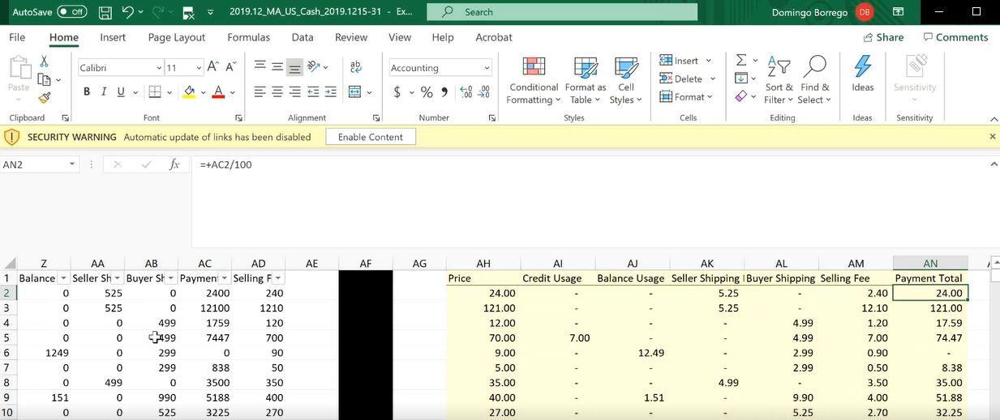 AutoSave Off 2019.12_MA_US_Cash_2019.1215-31 - Ex... Search Domingo Borrego DB
File Home Insert Page Layout Formulas Data Review View Help Acrobat Share Comments
Paste Calibri 11 A A ab Accounting Conditional Formatting Format as Table Cell Styles Insert Delete Format Sort & Filter Find & Select Ideas Sensitivity
B I U A $ % .00
Clipboard Font Alignment Number Styles Cells Editing Ideas Sensitivity
SECURITY WARNING Automatic update of links has been disabled Enable Content
AN2 fx =+AC2/100
Z AA AB AC AD AE AF AG AH AI AJ AK AL AM AN
1 Balance Seller Sh Buyer Sh Payment Selling F Price Credit Usage Balance Usage Seller Shipping Buyer Shipping Selling Fee Payment Total
2 0 525 0 2400 240 24.00 - - 5.25 - 2.40 24.00
3 0 525 0 12100 1210 121.00 - - 5.25 - 12.10 121.00
4 0 0 499 1759 120 12.00 - - - 4.99 1.20 17.59
5 0 0 499 7447 700 70.00 7.00 - - 4.99 7.00 74.47
6 1249 0 299 0 90 9.00 - 12.49 - 2.99 0.90 -
7 0 0 299 838 50 5.00 - - - 2.99 0.50 8.38
8 0 499 0 3500 350 35.00 - - 4.99 - 3.50 35.00
9 151 0 990 5188 400 40.00 - 1.51 - 9.90 4.00 51.88
10 0 0 525 3225 270 27.00 - - - 5.25 2.70 32.25